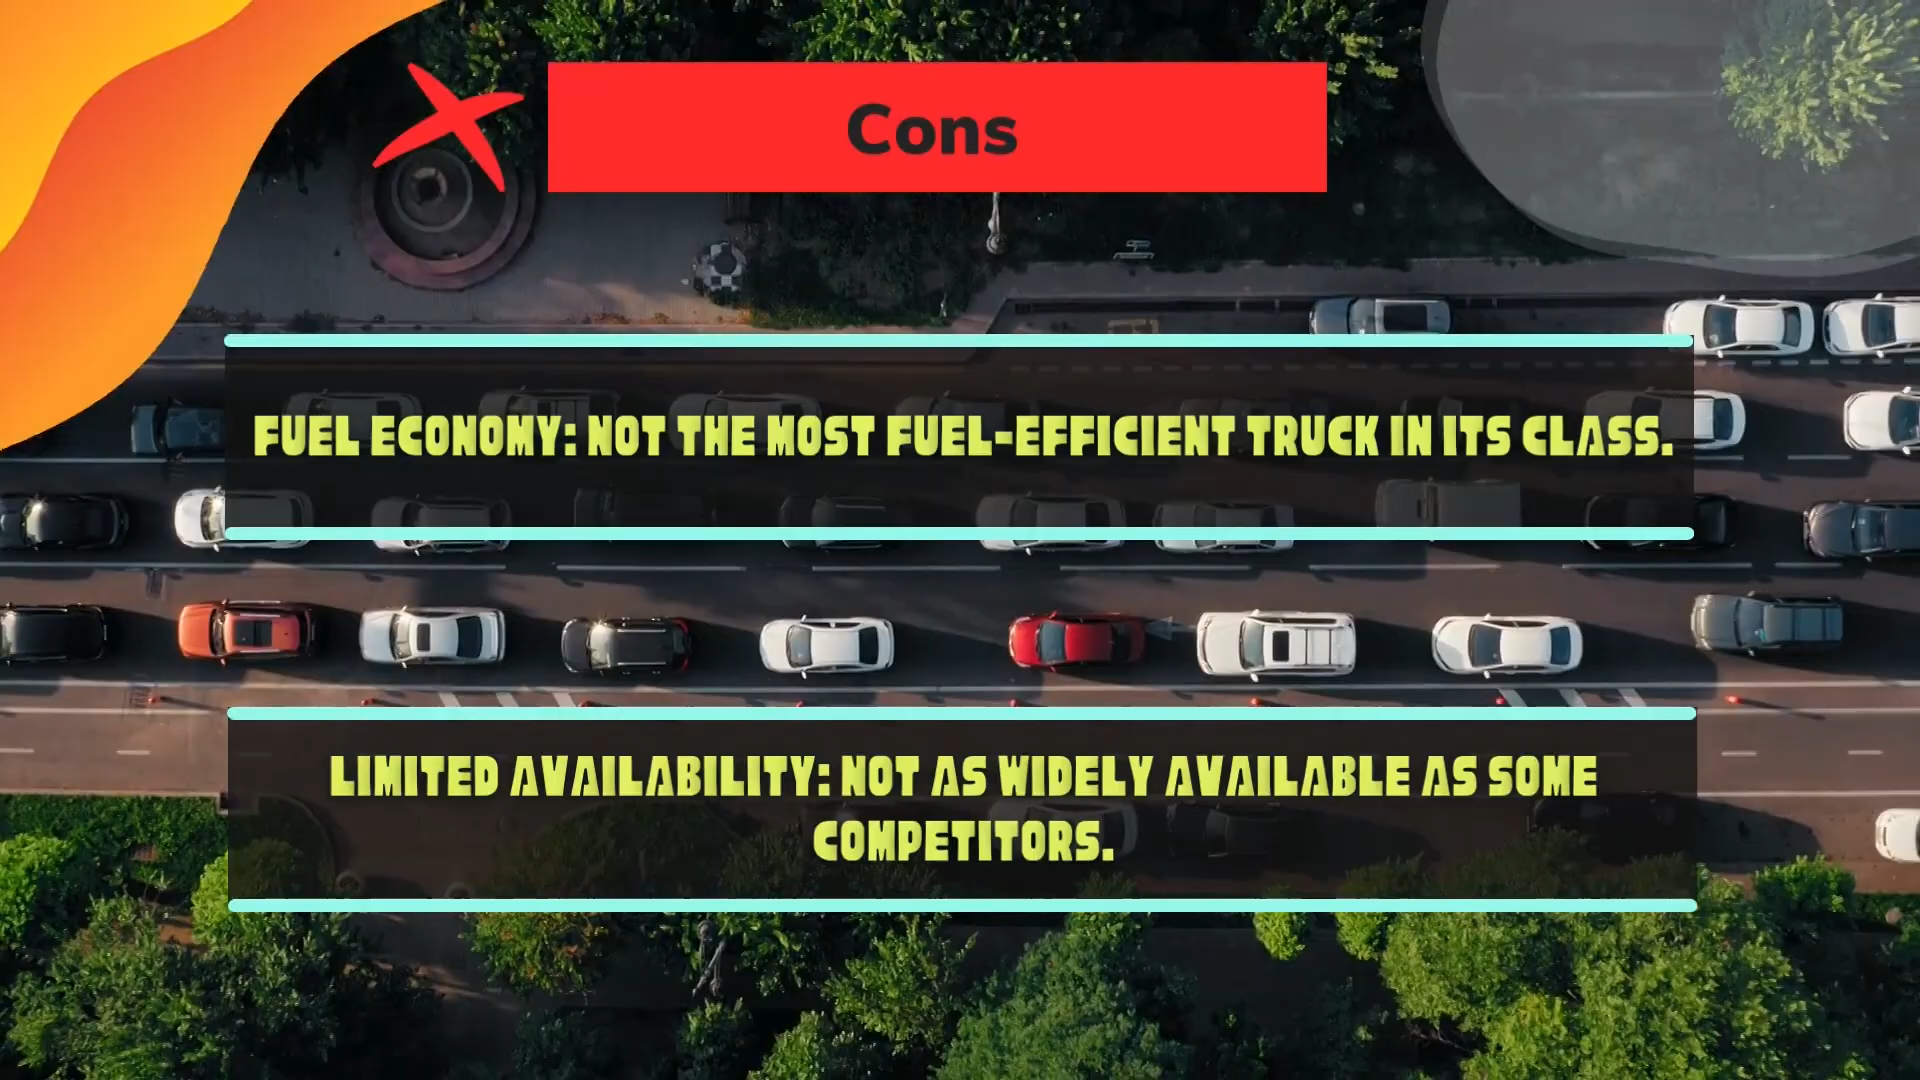 Cons
FUEL ECONOMY: NOT THE MOST FUEL-EFFICIENT TRUCK IN ITS CLASS.
LIMITED AVAILABILITY: NOT AS WIDELY AVAILABLE AS SOME
COMPETITORS.